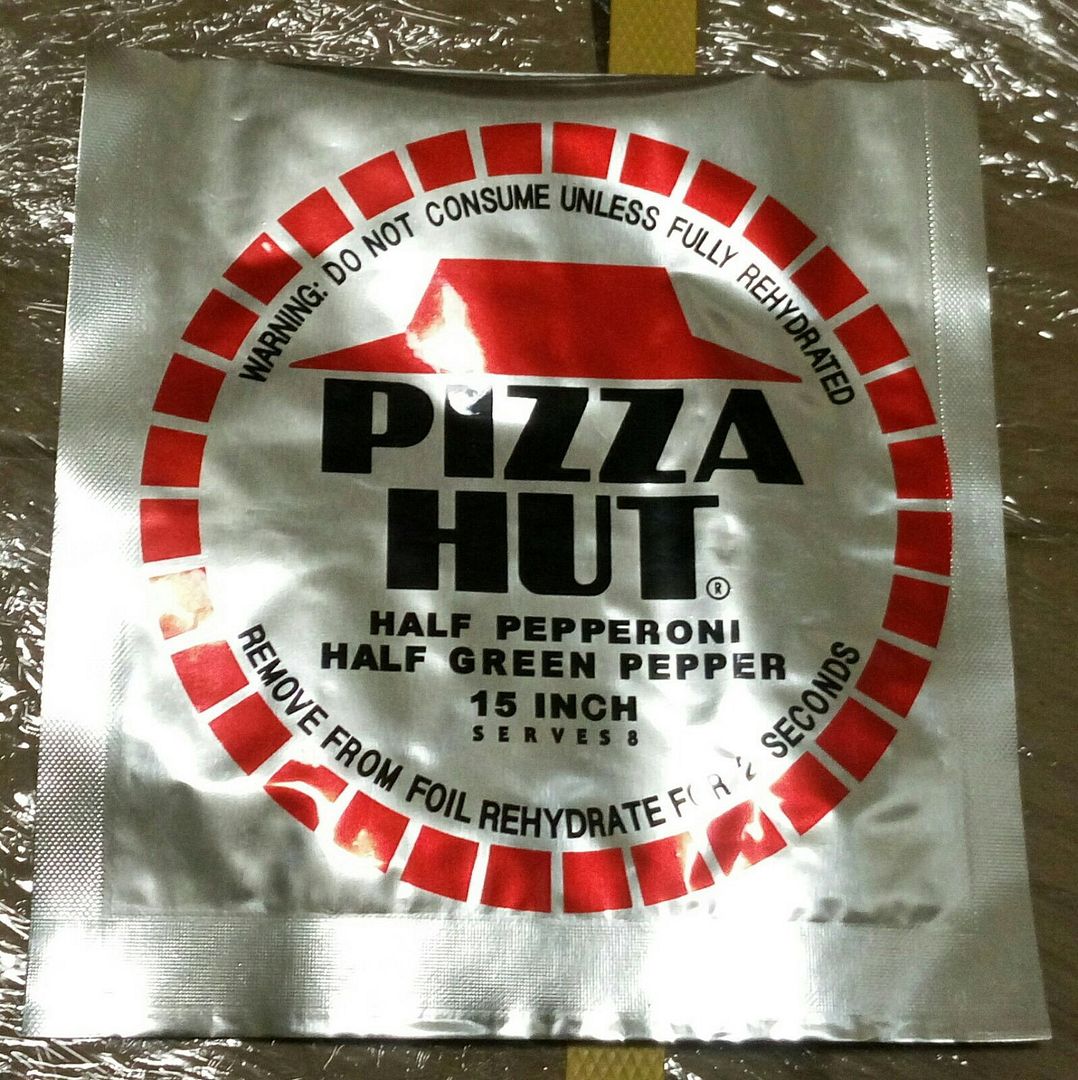 WARNING: DO NOT CONSUME UNLESS FULLY REHYDRATED
PIZZA
HUT®
HALF PEPPERONI
HALF GREEN PEPPER
15 INCH
SERVES 8
REMOVE FROM FOIL REHYDRATE FOR 2 SECONDS